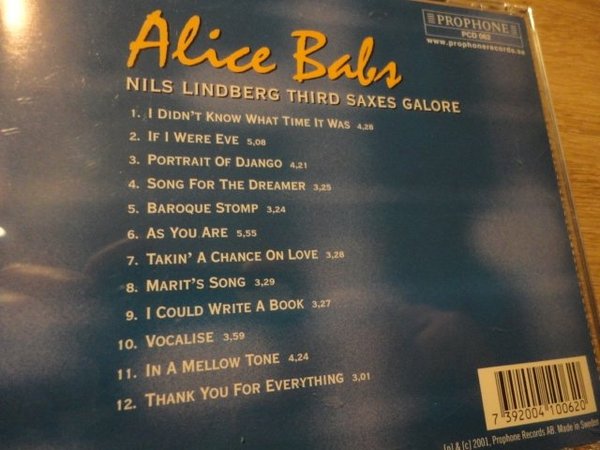 Alice Babs
NILS LINDBERG THIRD SAXES GALORE
PROPHONE
PCD 062
www.prophonerecords.se
1. I DIDN'T KNOW WHAT TIME IT WAS 4,28
2. IF I WERE EVE 5,08
3. PORTRAIT OF DJANGO 4,21
4. SONG FOR THE DREAMER 3,25
5. BAROQUE STOMP 3,24
6. AS YOU ARE 5,55
7. TAKIN' A CHANCE ON LOVE 3,28
8. MARIT'S SONG 3,29
9. I COULD WRITE A BOOK 3,27
10. VOCALISE 3,59
11. IN A MELLOW TONE 4,24
12. THANK YOU FOR EVERYTHING 3,01
7 392004 100620
[p] & [c] 2001, Prophone Records AB. Made in Sweden